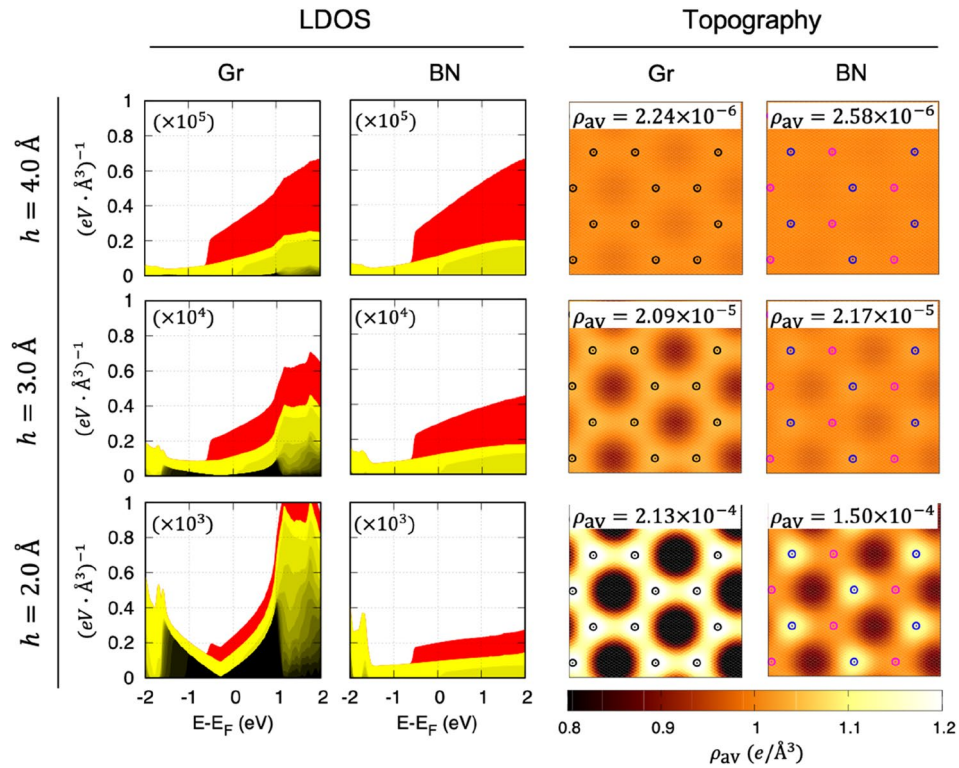 LDOS
Topography
Gr
BN
Gr
BN
h = 4.0 Å
(eV · Å³)⁻¹
1
0.8
0.6
0.4
0.2
0
(×10⁵)
(×10⁵)
ρav = 2.24×10⁻⁶
ρav = 2.58×10⁻⁶
h = 3.0 Å
(eV · Å³)⁻¹
1
0.8
0.6
0.4
0.2
0
(×10⁴)
(×10⁴)
ρav = 2.09×10⁻⁵
ρav = 2.17×10⁻⁵
h = 2.0 Å
(eV · Å³)⁻¹
1
0.8
0.6
0.4
0.2
0
(×10³)
(×10³)
ρav = 2.13×10⁻⁴
ρav = 1.50×10⁻⁴
-2 -1 0 1 2
E-EF (eV)
-2 -1 0 1 2
E-EF (eV)
0.8 0.9 1 1.1 1.2
ρav (e/Å³)